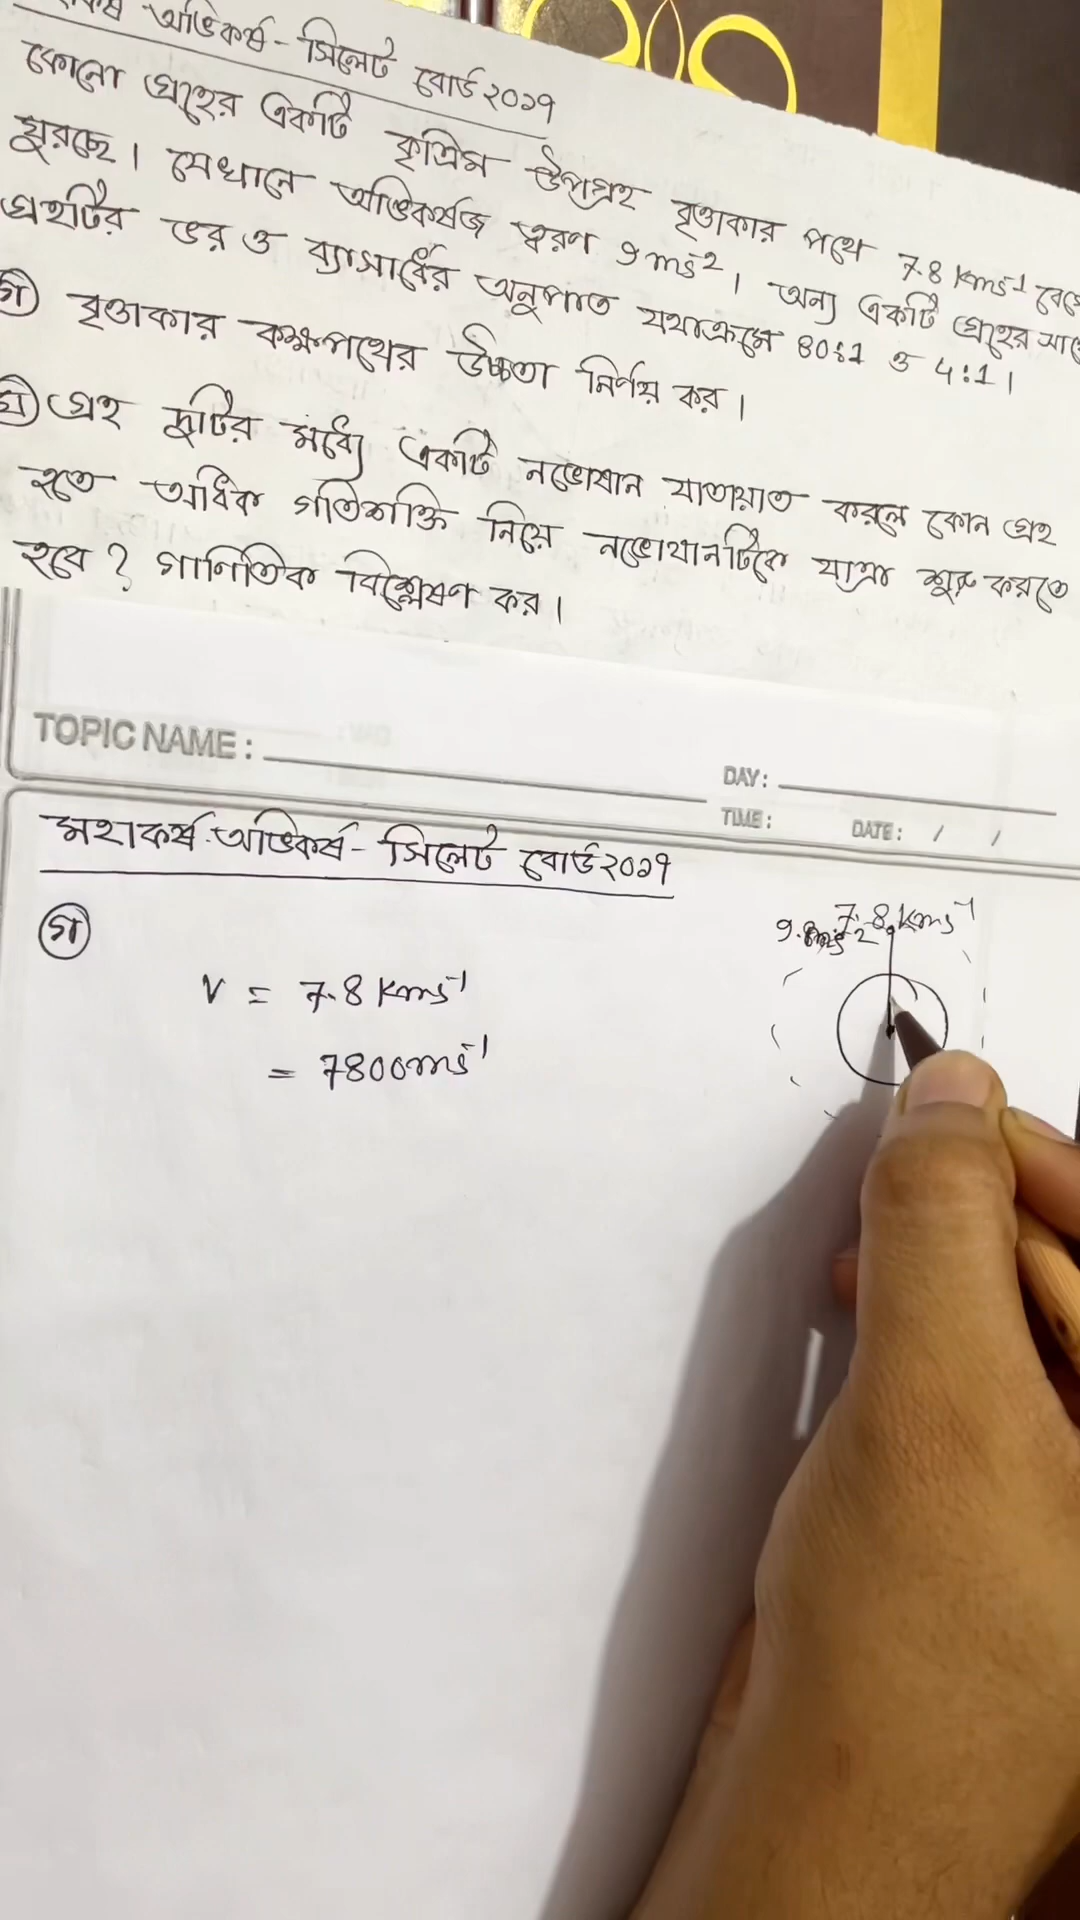 অভিকর্ষ - সিলেট বোর্ড ২০১৭
কোনো গ্রহের একটি কৃত্রিম উপগ্রহ বৃত্তাকার পথে 7.8 kms⁻¹
ঘুরছে। সেখানে অভিকর্ষজ ত্বরণ 9 ms⁻²। অন্য একটি গ্রহের
গ্রহটির ভর ও ব্যাসার্ধের অনুপাত যথাক্রমে 80:1 ও 4:1।
গ) বৃত্তাকার কক্ষপথের উচ্চতা নির্ণয় কর।
ঘ) গ্রহ দুটির মধ্যে একটি নভোযান যাতায়াত করলে কোন গ্রহ
হতে অধিক গতিশক্তি নিয়ে নভোযানটিকে যাত্রা শুরু করতে
হবে? গাণিতিক বিশ্লেষণ কর।
TOPIC NAME :
DAY :
TIME :
DATE : / /
মহাকর্ষ-অভিকর্ষ - সিলেট বোর্ড ২০১৭
গ
7.8 kms⁻¹
v = 7.8 kms⁻¹
= 7800 ms⁻¹